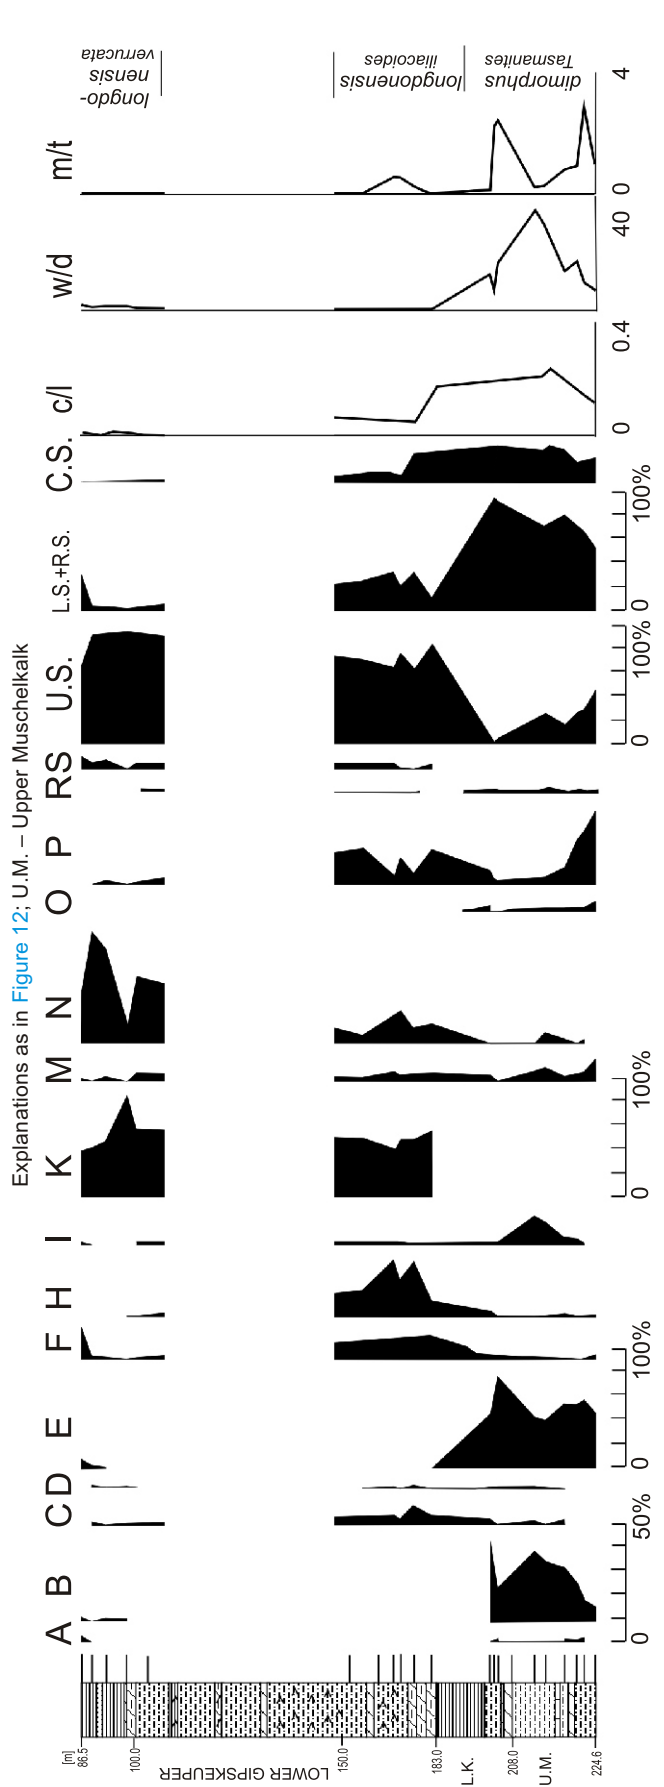 Explanations as in Figure 12; U.M. – Upper Muschelkalk
A B C D E F H I K M N O P R S U.S. L.S.+R.S. C.S. c/l w/d m/t
[m]
86.5
100.0
150.0
183.0
208.0
224.6
LOWER GIPSKEUPER
L.K.
U.M.
0 50%
0 100%
0 100%
0 100%
0 100%
0 0.4
40
0 4
longdo-
nensis
verrucata
longdonensis
iliacoides
dimorphus
Tasmanites